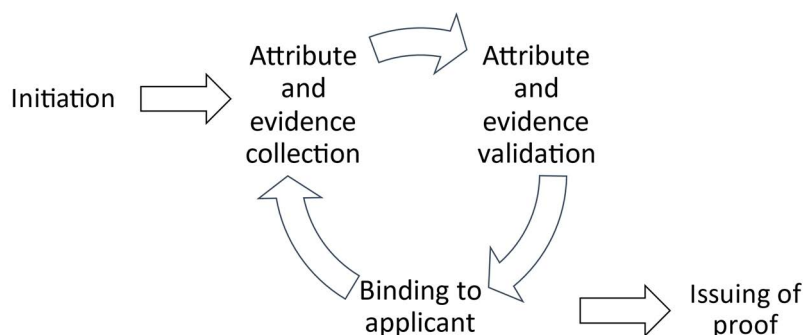 Initiation
Attribute
and
evidence
collection
Attribute
and
evidence
validation
Binding to
applicant
Issuing of
proof